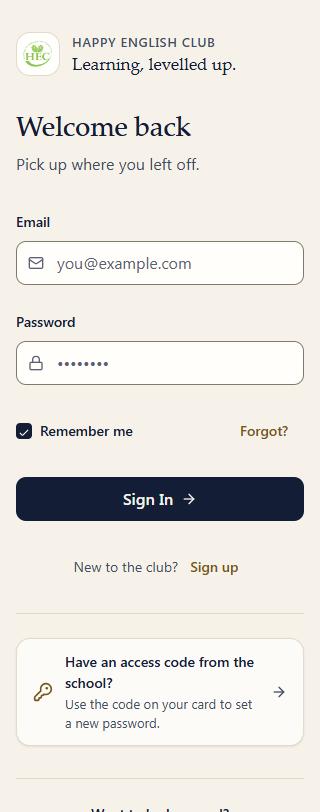 HEC
HAPPY ENGLISH CLUB
Learning, levelled up.
Welcome back
Pick up where you left off.
Email
you@example.com
Password
••••••••
Remember me
Forgot?
Sign In →
New to the club? Sign up
Have an access code from the
school?
Use the code on your card to set
a new password.